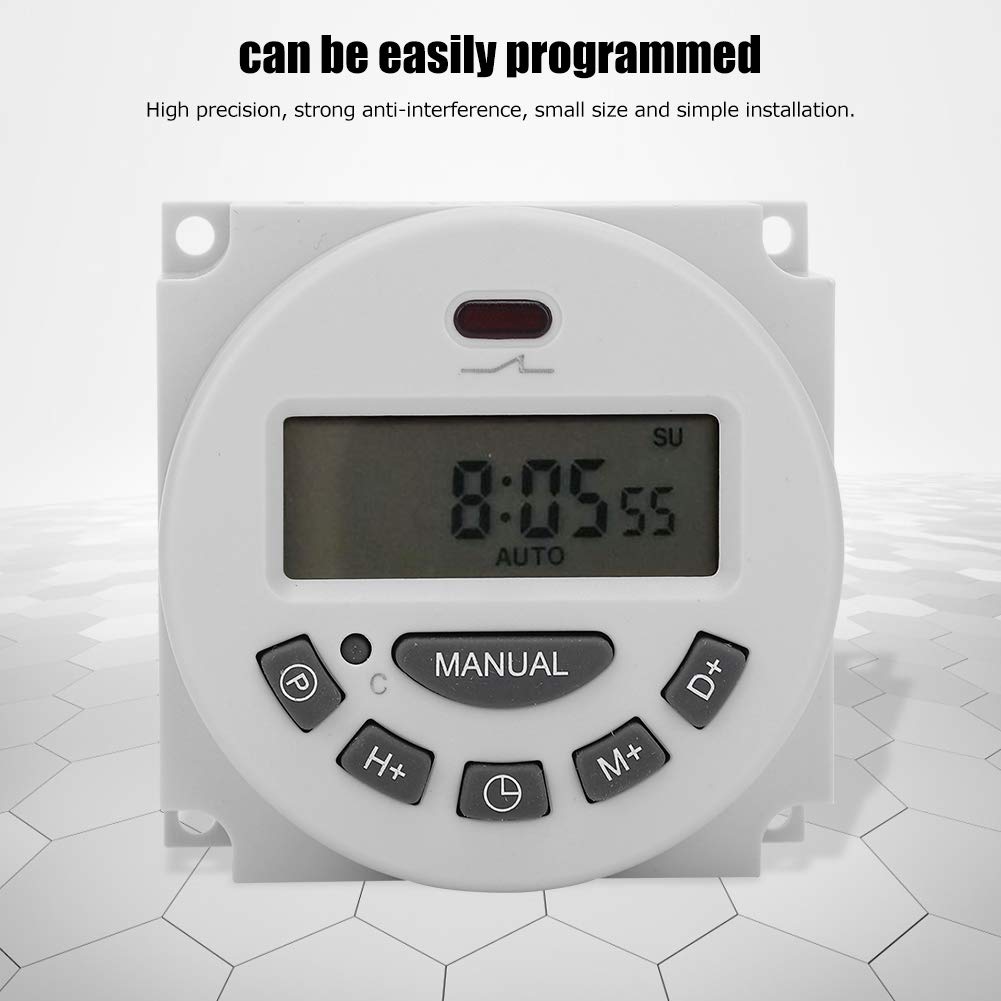 can be easily programmed
High precision, strong anti-interference, small size and simple installation.
SU
8:05 55
AUTO
MANUAL
C
P
D+
H+
M+